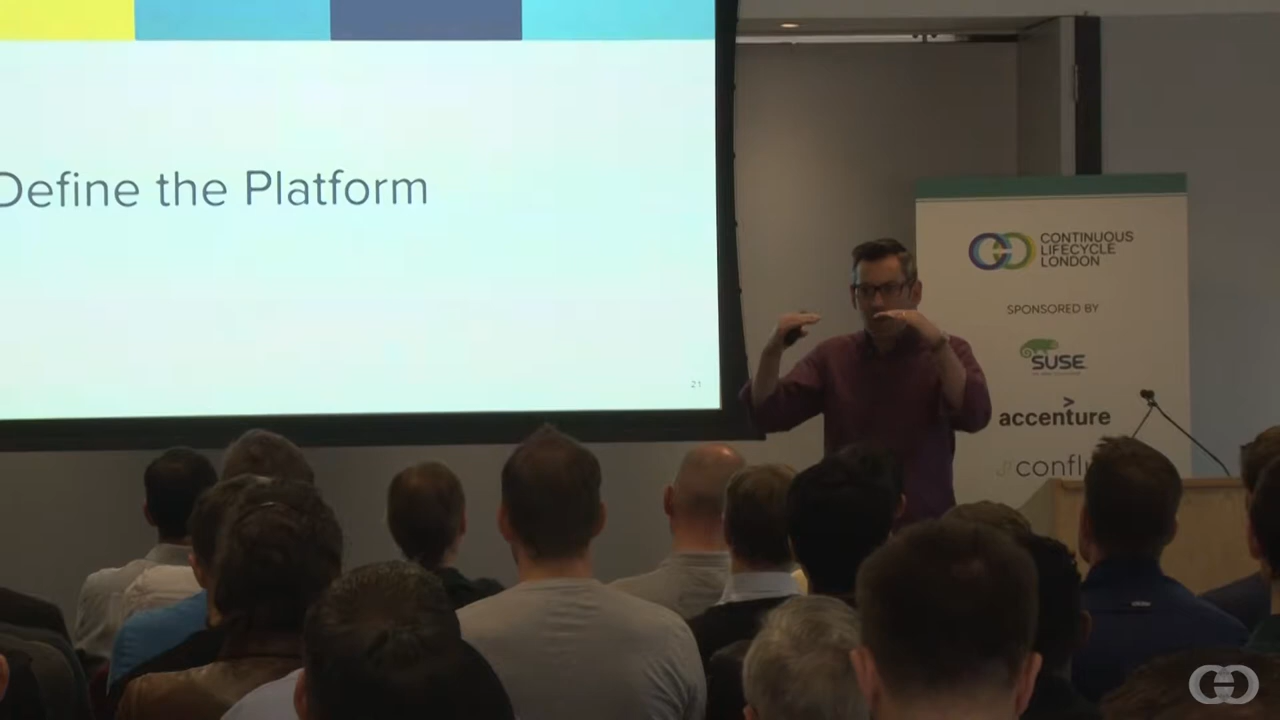 Define the Platform
21
CONTINUOUS
LIFECYCLE
LONDON
SPONSORED BY
SUSE
accenture